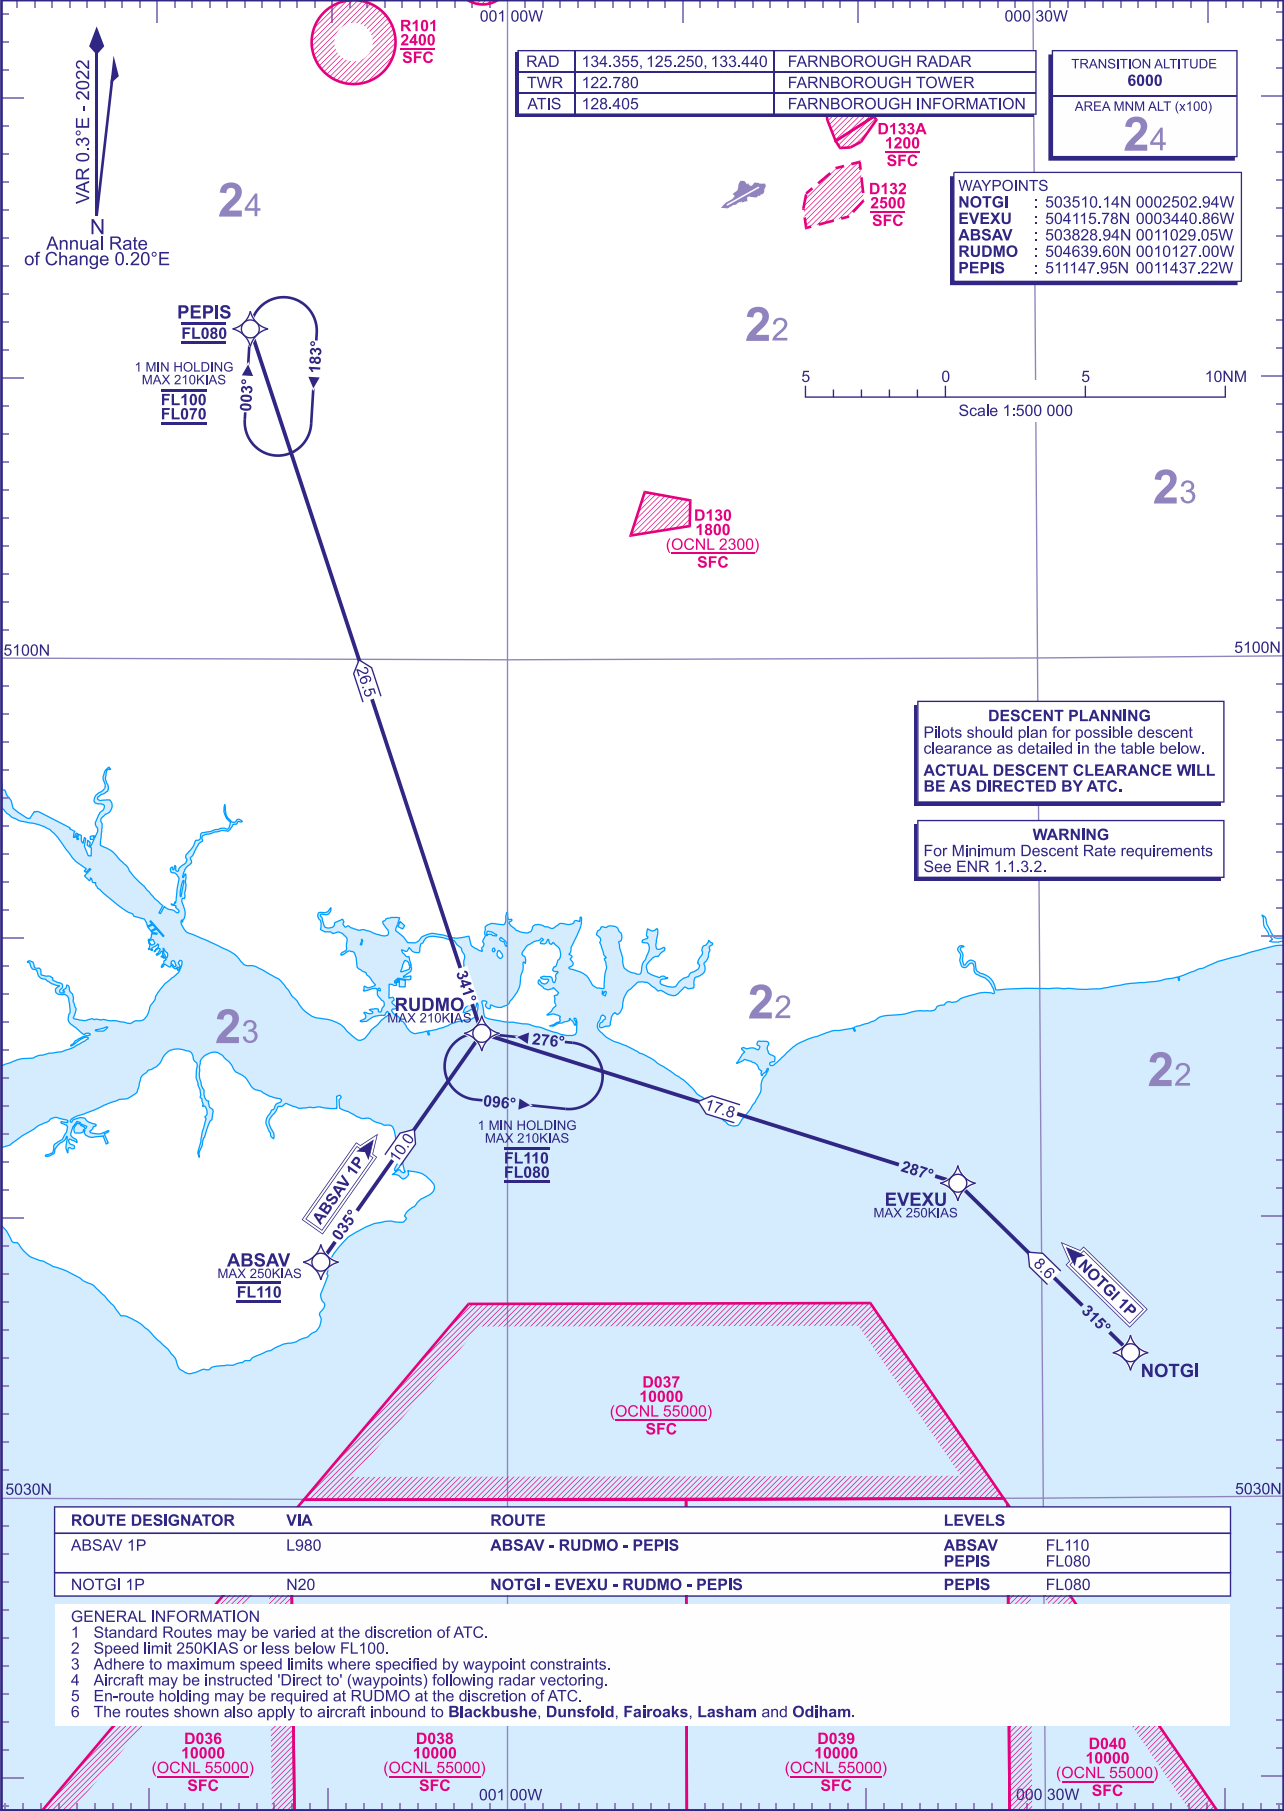 001 00W
000 30W
R101
2400
SFC
VAR 0.3°E - 2022
N
Annual Rate
of Change 0.20°E
RAD 134.355, 125.250, 133.440 FARNBOROUGH RADAR
TWR 122.780 FARNBOROUGH TOWER
ATIS 128.405 FARNBOROUGH INFORMATION
TRANSITION ALTITUDE
6000
AREA MNM ALT (x100)
24
D133A
1200
SFC
D132
2500
SFC
24
WAYPOINTS
NOTGI : 503510.14N 0002502.94W
EVEXU : 504115.78N 0003440.86W
ABSAV : 503828.94N 0011029.05W
RUDMO : 504639.60N 0010127.00W
PEPIS : 511147.95N 0011437.22W
PEPIS
FL080
1 MIN HOLDING
MAX 210KIAS
FL100
FL070
003°
183°
22
5 0 5 10NM
Scale 1:500 000
23
D130
1800
(OCNL 2300)
SFC
5100N
5100N
26.5
DESCENT PLANNING
Pilots should plan for possible descent
clearance as detailed in the table below.
ACTUAL DESCENT CLEARANCE WILL
BE AS DIRECTED BY ATC.
WARNING
For Minimum Descent Rate requirements
See ENR 1.1.3.2.
341°
RUDMO
MAX 210KIAS
23
22
22
276°
096°
1 MIN HOLDING
MAX 210KIAS
FL110
FL080
17.8
287°
EVEXU
MAX 250KIAS
10.0
ABSAV 1P
035°
ABSAV
MAX 250KIAS
FL110
8.6
NOTGI 1P
315°
NOTGI
D037
10000
(OCNL 55000)
SFC
5030N
5030N
ROUTE DESIGNATOR VIA ROUTE LEVELS
ABSAV 1P L980 ABSAV - RUDMO - PEPIS ABSAV FL110
PEPIS FL080
NOTGI 1P N20 NOTGI - EVEXU - RUDMO - PEPIS PEPIS FL080
GENERAL INFORMATION
1 Standard Routes may be varied at the discretion of ATC.
2 Speed limit 250KIAS or less below FL100.
3 Adhere to maximum speed limits where specified by waypoint constraints.
4 Aircraft may be instructed 'Direct to' (waypoints) following radar vectoring.
5 En-route holding may be required at RUDMO at the discretion of ATC.
6 The routes shown also apply to aircraft inbound to Blackbushe, Dunsfold, Fairoaks, Lasham and Odiham.
D036
10000
(OCNL 55000)
SFC
D038
10000
(OCNL 55000)
SFC
D039
10000
(OCNL 55000)
SFC
D040
10000
(OCNL 55000)
SFC
001 00W
000 30W